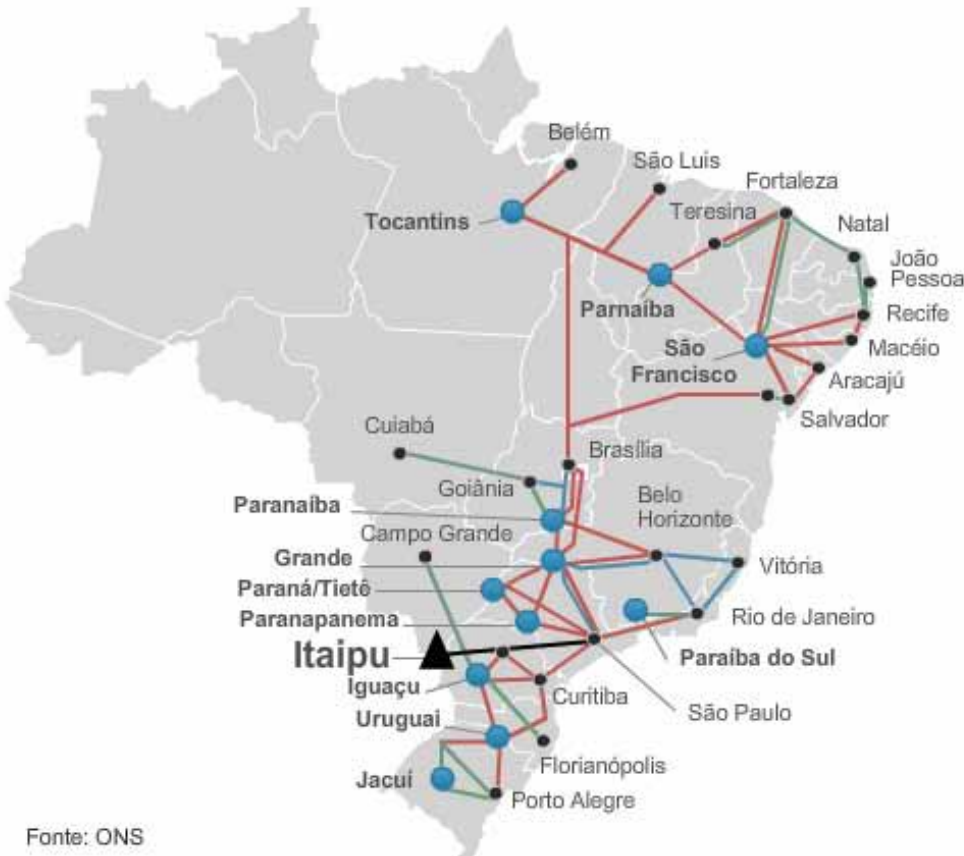 Belém
São Luis
Fortaleza
Tocantins
Teresina
Natal
João
Pessoa
Parnaíba
Recife
São
Francisco
Macéio
Aracajú
Salvador
Cuiabá
Brasília
Goiânia
Belo
Horizonte
Paranaíba
Campo Grande
Grande
Vitória
Paraná/Tietê
Paranapanema
Rio de Janeiro
Itaipu
Paraíba do Sul
Iguaçu
Curitiba
São Paulo
Uruguai
Florianópolis
Jacuí
Porto Alegre
Fonte: ONS